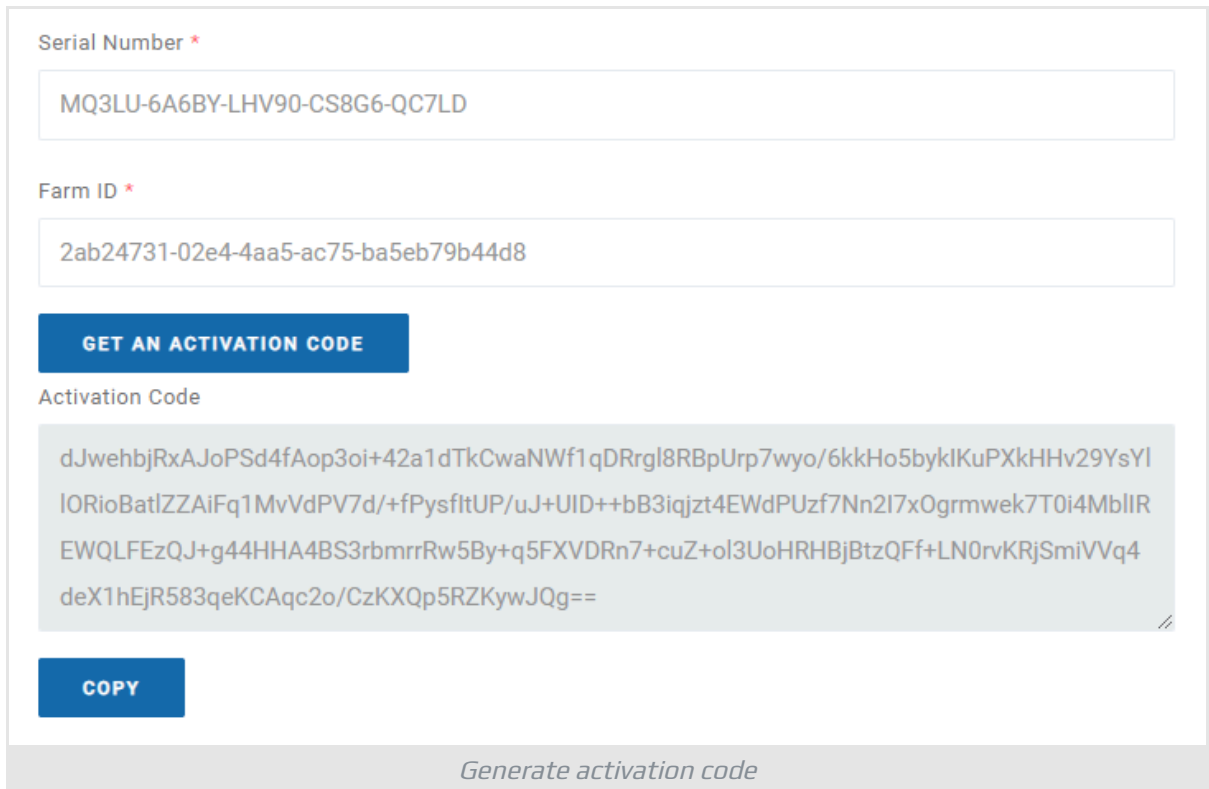 Serial Number *
MQ3LU-6A6BY-LHV90-CS8G6-QC7LD
Farm ID *
2ab24731-02e4-4aa5-ac75-ba5eb79b44d8
GET AN ACTIVATION CODE
Activation Code
dJwehbjRxAJoPSd4fAop3oi+42a1dTkCwaNWf1qDRrgl8RBpUrp7wyo/6kkHo5bykIKuPXkHHv29YsYl
lORioBatlZZAiFq1MvVdPV7d/+fPysfItUP/uJ+UID++bB3iqjzt4EWdPUzf7Nn2I7xOgrmwek7T0i4MblIR
EWQLFEzQJ+g44HHA4BS3rbmrrRw5By+q5FXVDRn7+cuZ+ol3UoHRHBjBtzQFf+LN0rvKRjSmiVVq4
deX1hEjR583qeKCAqc2o/CzKXQp5RZKywJQg==
COPY
Generate activation code